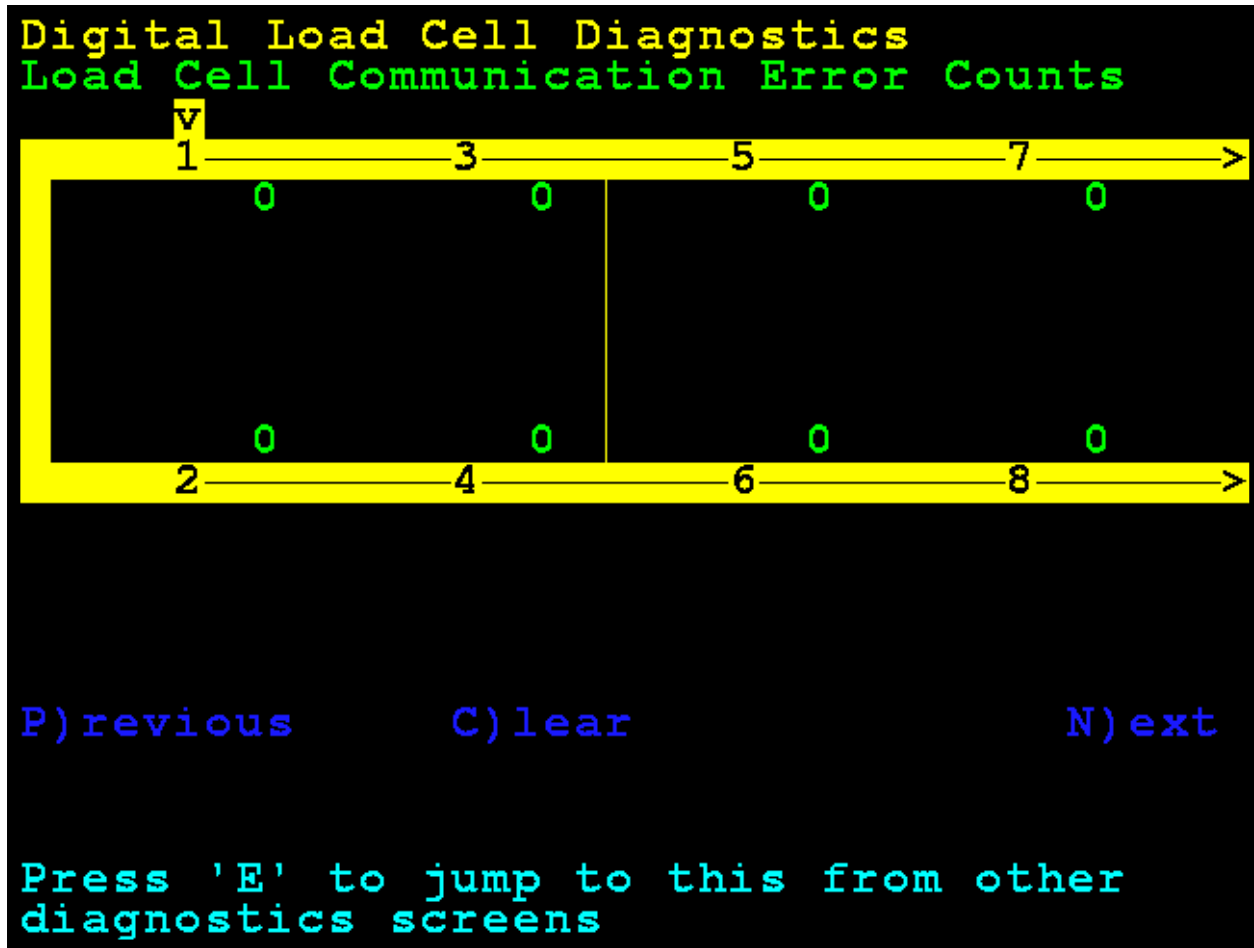 Digital Load Cell Diagnostics
Load Cell Communication Error Counts
v
1 3 5 7 >
0 0 0 0
0 0 0 0
2 4 6 8 >
P)revious C)lear N)ext
Press 'E' to jump to this from other
diagnostics screens